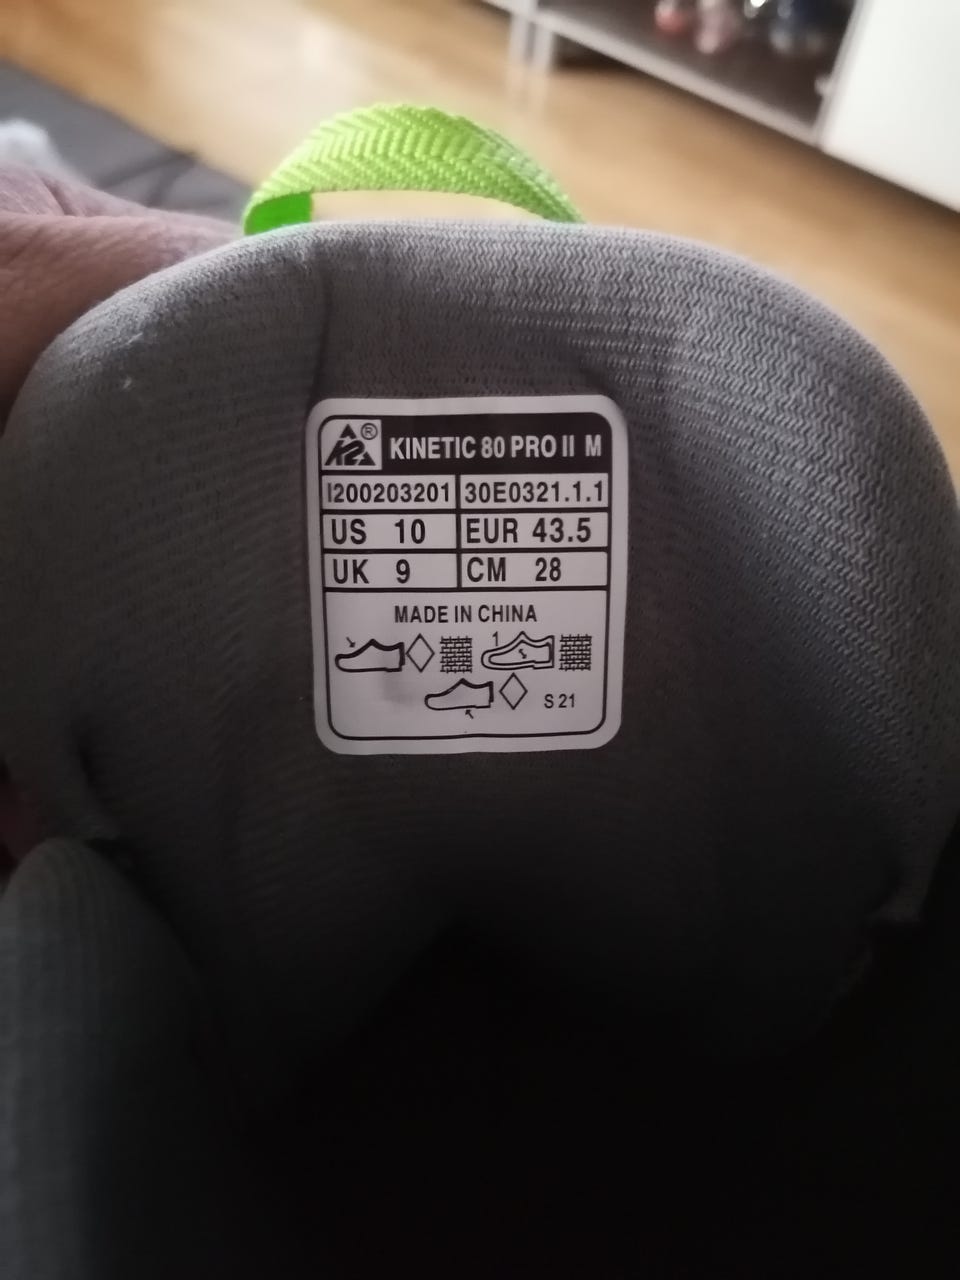 K2 ® KINETIC 80 PRO II M
I200203201 30E0321.1.1
US 10 EUR 43.5
UK 9 CM 28
MADE IN CHINA
1
S 21